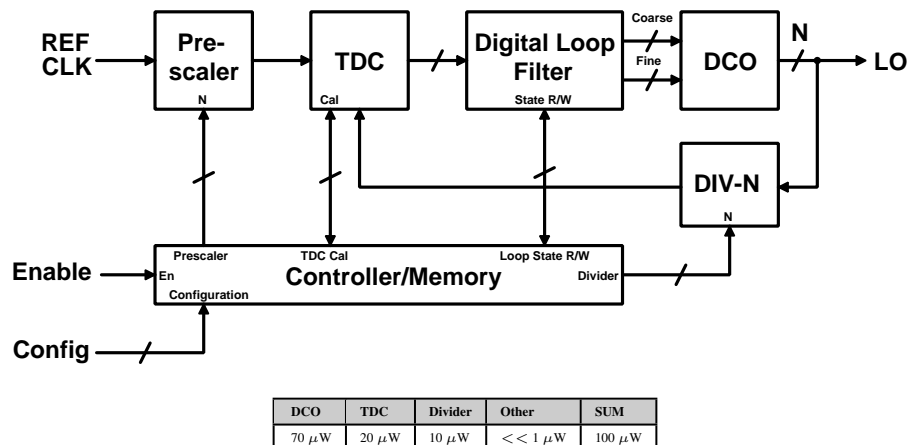 REF
CLK
Pre-
scaler
N
TDC
Cal
Digital Loop
Filter
State R/W
Coarse
Fine
DCO
N
LO
DIV-N
N
Enable
Prescaler
TDC Cal
Loop State R/W
En
Controller/Memory
Divider
Configuration
Config
DCO TDC Divider Other SUM
70 μW 20 μW 10 μW << 1 μW 100 μW